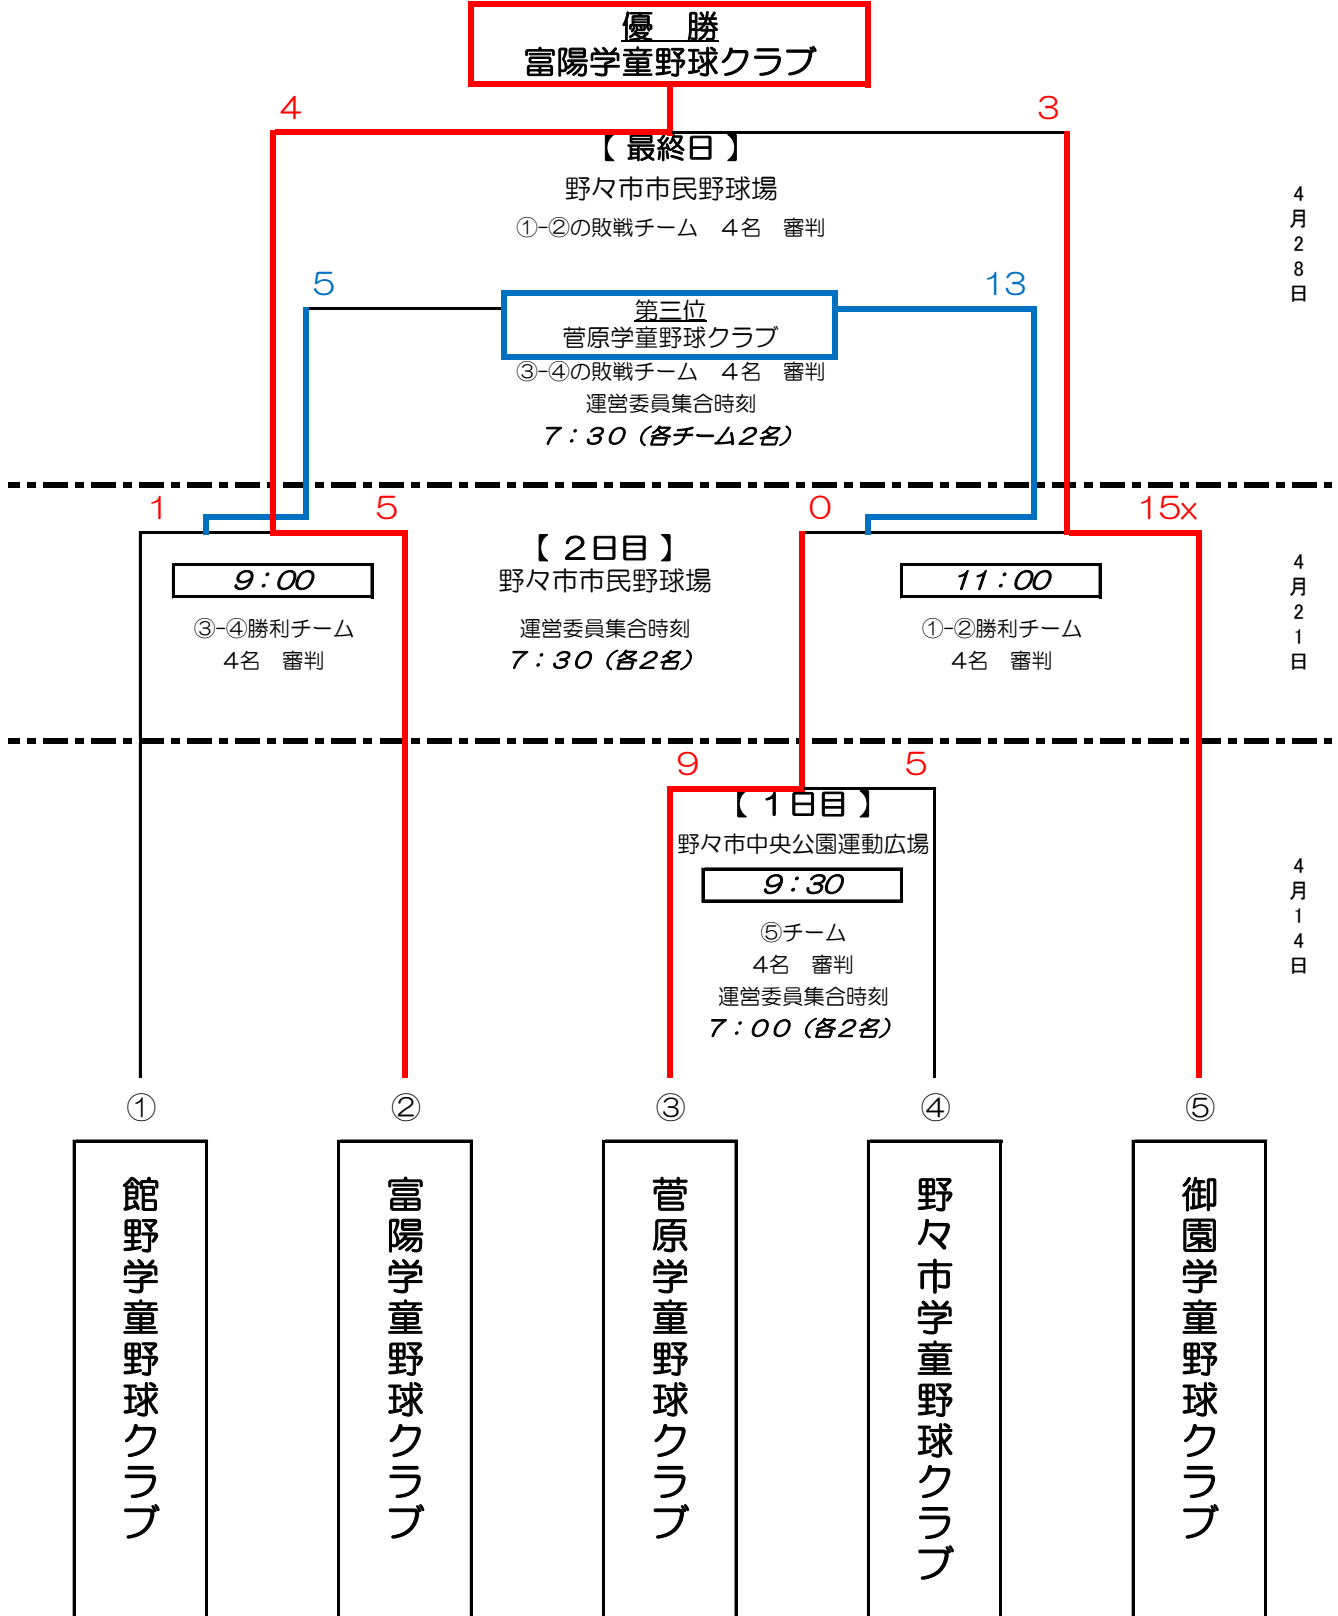 優　勝
富陽学童野球クラブ
4
3
【 最終日 】
野々市市民野球場
①-②の敗戦チーム　4名　審判
4月28日
5
13
第三位
菅原学童野球クラブ
③-④の敗戦チーム　4名　審判
運営委員集合時刻
7：30（各チーム2名）
1
5
0
15x
【 2日目 】
野々市市民野球場
9：00
11：00
③-④勝利チーム
4名　審判
運営委員集合時刻
7：30（各2名）
①-②勝利チーム
4名　審判
4月21日
9
5
【 1日目 】
野々市中央公園運動広場
9：30
⑤チーム
4名　審判
運営委員集合時刻
7：00（各2名）
4月14日
①
②
③
④
⑤
館野学童野球クラブ
富陽学童野球クラブ
菅原学童野球クラブ
野々市学童野球クラブ
御園学童野球クラブ